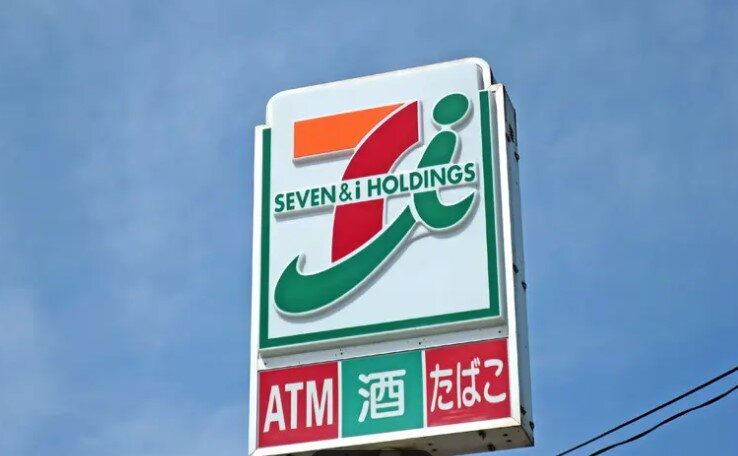 SEVEN & i HOLDINGS
ATM 酒 たばこ